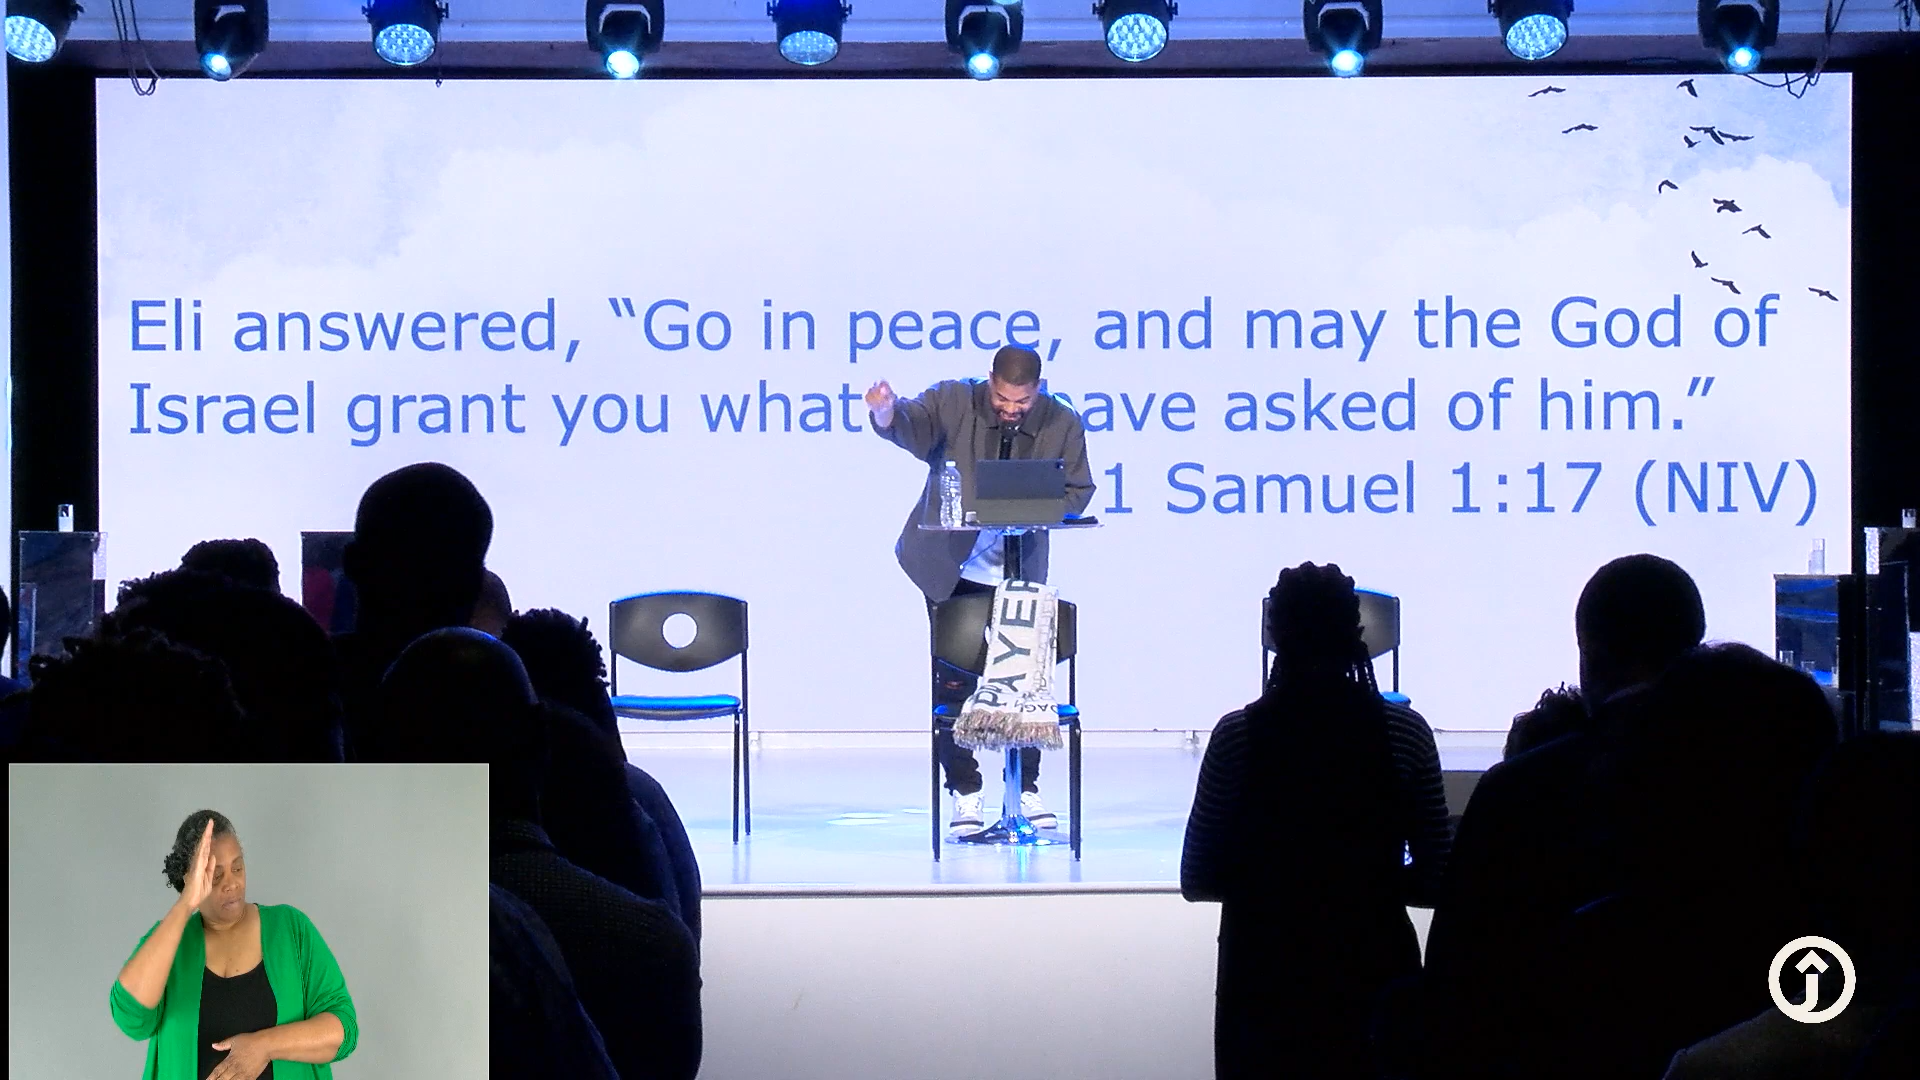 Eli answered, “Go in peace, and may the God of
Israel grant you what have asked of him.”
1 Samuel 1:17 (NIV)
PRAYER